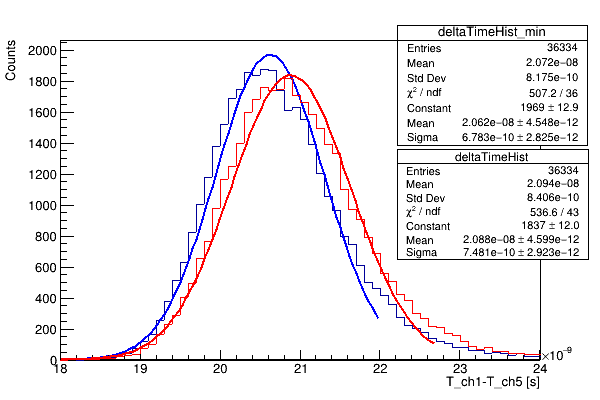 deltaTimeHist_min
Entries 36334
Mean 2.072e−08
Std Dev 8.175e−10
χ² / ndf 507.2 / 36
Constant 1969 ± 12.9
Mean 2.062e−08 ± 4.548e−12
Sigma 6.783e−10 ± 2.825e−12
deltaTimeHist
Entries 36334
Mean 2.094e−08
Std Dev 8.406e−10
χ² / ndf 536.6 / 43
Constant 1837 ± 12.0
Mean 2.088e−08 ± 4.599e−12
Sigma 7.481e−10 ± 2.923e−12
Counts
2000
1800
1600
1400
1200
1000
800
600
400
200
0
18 19 20 21 22 23 24
×10⁻⁹
T_ch1-T_ch5 [s]